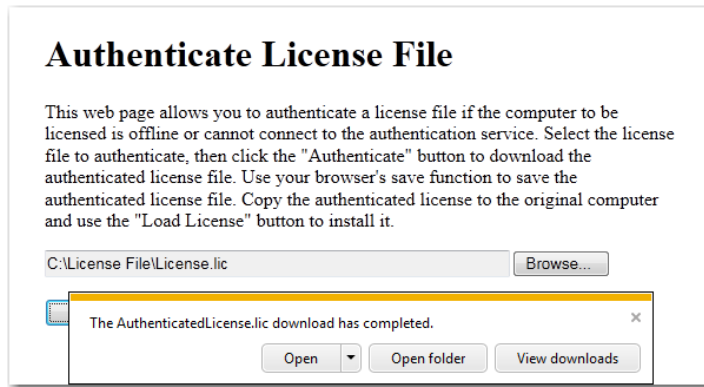 Authenticate License File
This web page allows you to authenticate a license file if the computer to be
licensed is offline or cannot connect to the authentication service. Select the license
file to authenticate, then click the "Authenticate" button to download the
authenticated license file. Use your browser's save function to save the
authenticated license file. Copy the authenticated license to the original computer
and use the "Load License" button to install it.
C:\License File\License.lic Browse...
The AuthenticatedLicense.lic download has completed. ×
Open Open folder View downloads